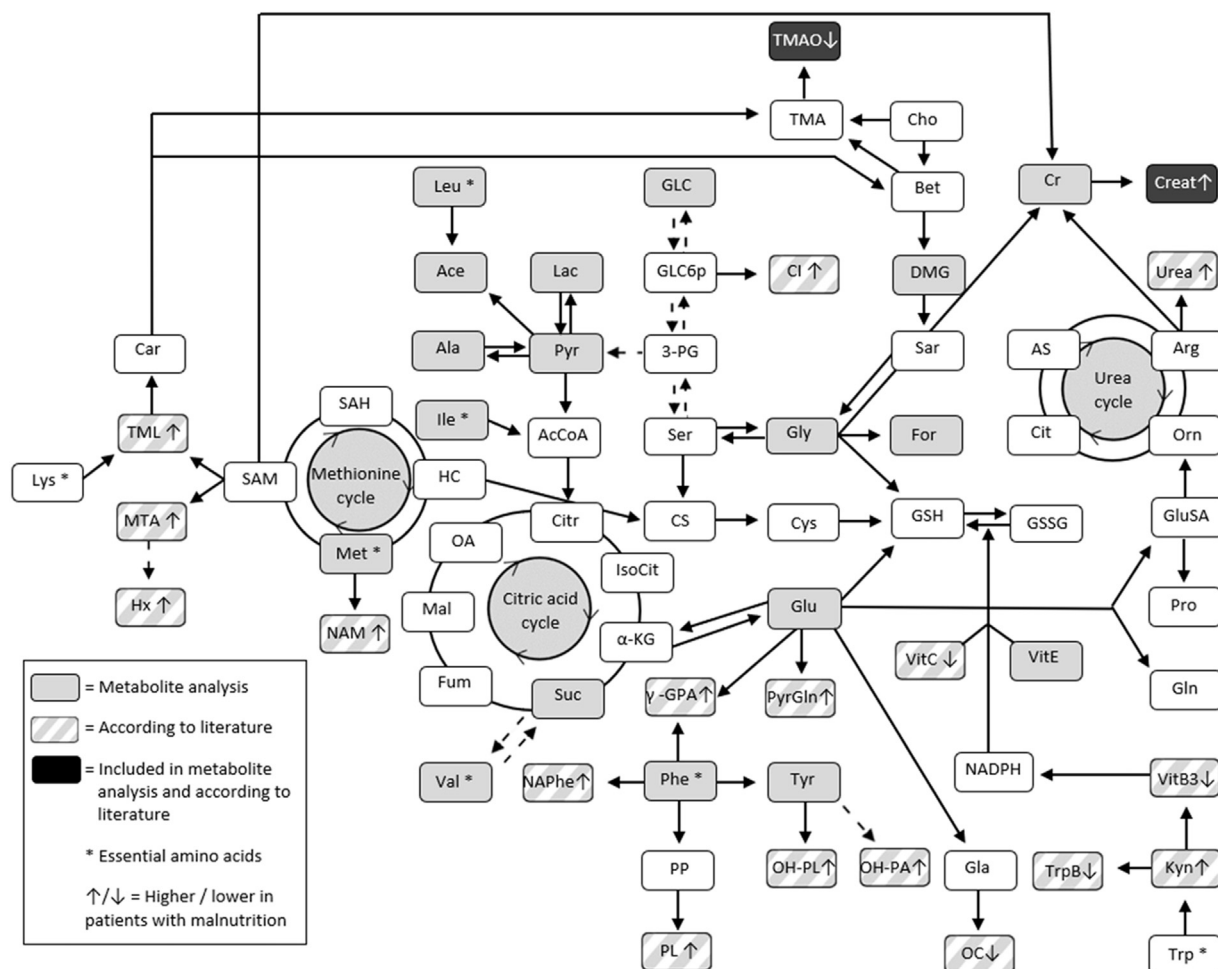 TMAO↓
TMA
Cho
Leu *
GLC
Bet
Cr
Creat↑
Ace
Lac
GLC6p
CI ↑
DMG
Urea ↑
Car
Ala
Pyr
3-PG
Sar
AS
Arg
Urea
cycle
SAH
TML ↑
Ile *
AcCoA
Ser
Gly
For
Cit
Orn
Lys *
SAM
Methionine
cycle
HC
MTA ↑
Citr
CS
Cys
GSH
GSSG
GluSA
Met *
OA
IsoCit
Hx ↑
Mal
Citric acid
cycle
Glu
Pro
NAM ↑
α-KG
VitC ↓
VitE
Fum
Suc
γ -GPA↑
PyrGln↑
Gln
= Metabolite analysis
= According to literature
= Included in metabolite
analysis and according to
literature
* Essential amino acids
↑/↓ = Higher / lower in
patients with malnutrition
Val *
NAPhe↑
Phe *
Tyr
NADPH
VitB3↓
PP
OH-PL↑
OH-PA↑
Gla
TrpB↓
Kyn↑
PL ↑
OC↓
Trp *